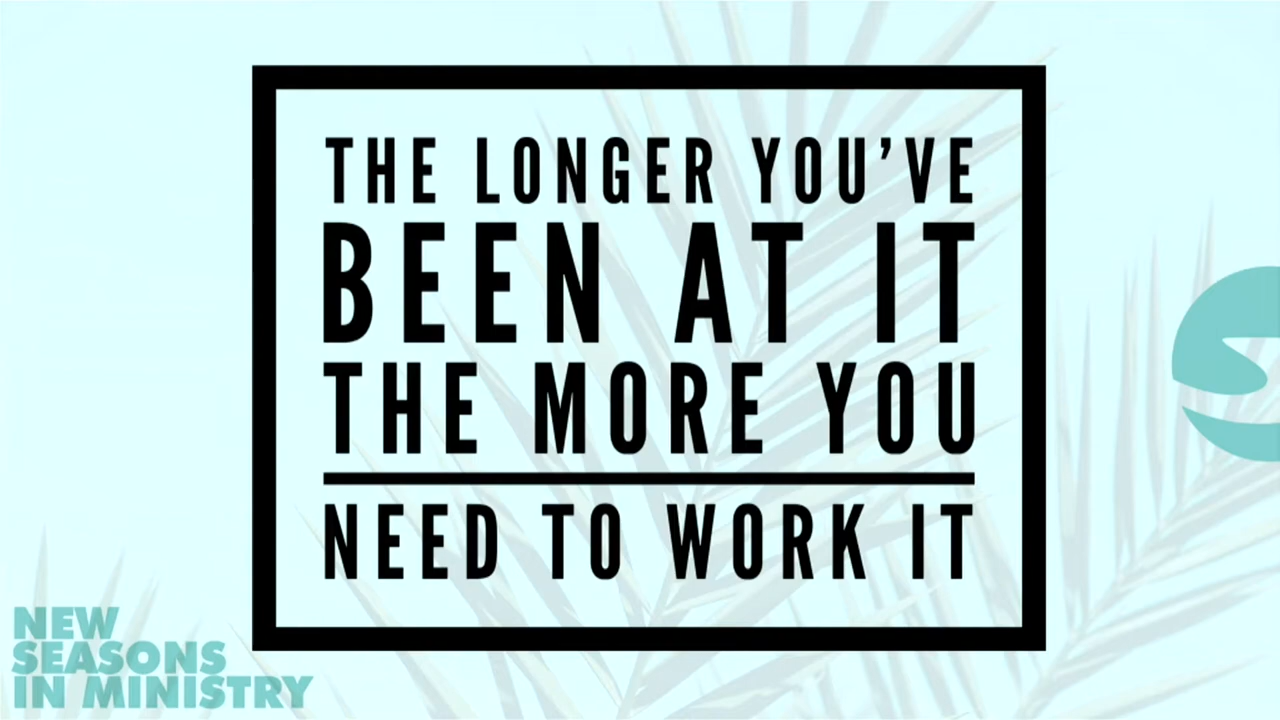 THE LONGER YOU’VE
BEEN AT IT
THE MORE YOU
NEED TO WORK IT
NEW
SEASONS
IN MINISTRY